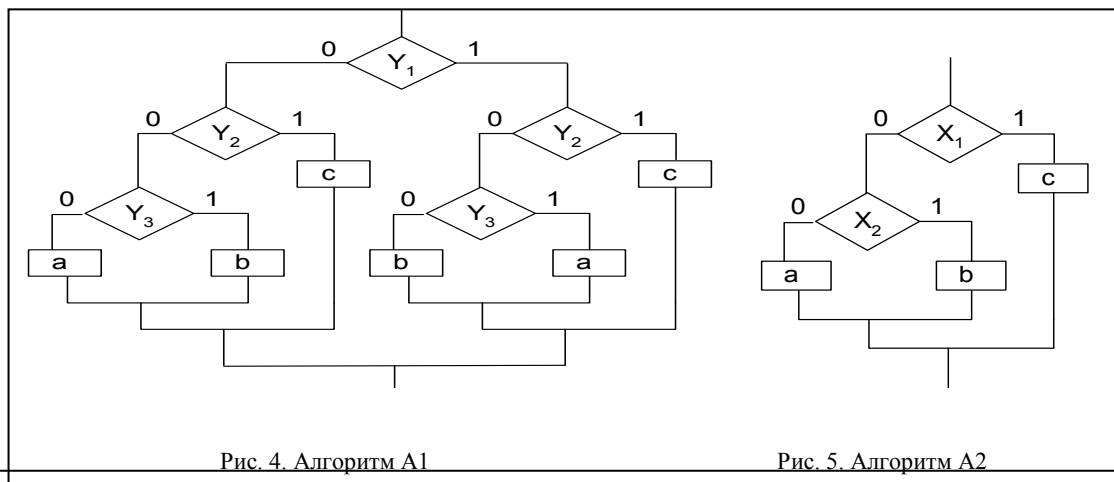 0 Y1 1
0 Y2 1
0 Y2 1
c
c
0 Y3 1
0 Y3 1
a
b
b
a
0 X1 1
c
0 X2 1
a
b
Рис. 4. Алгоритм А1
Рис. 5. Алгоритм А2